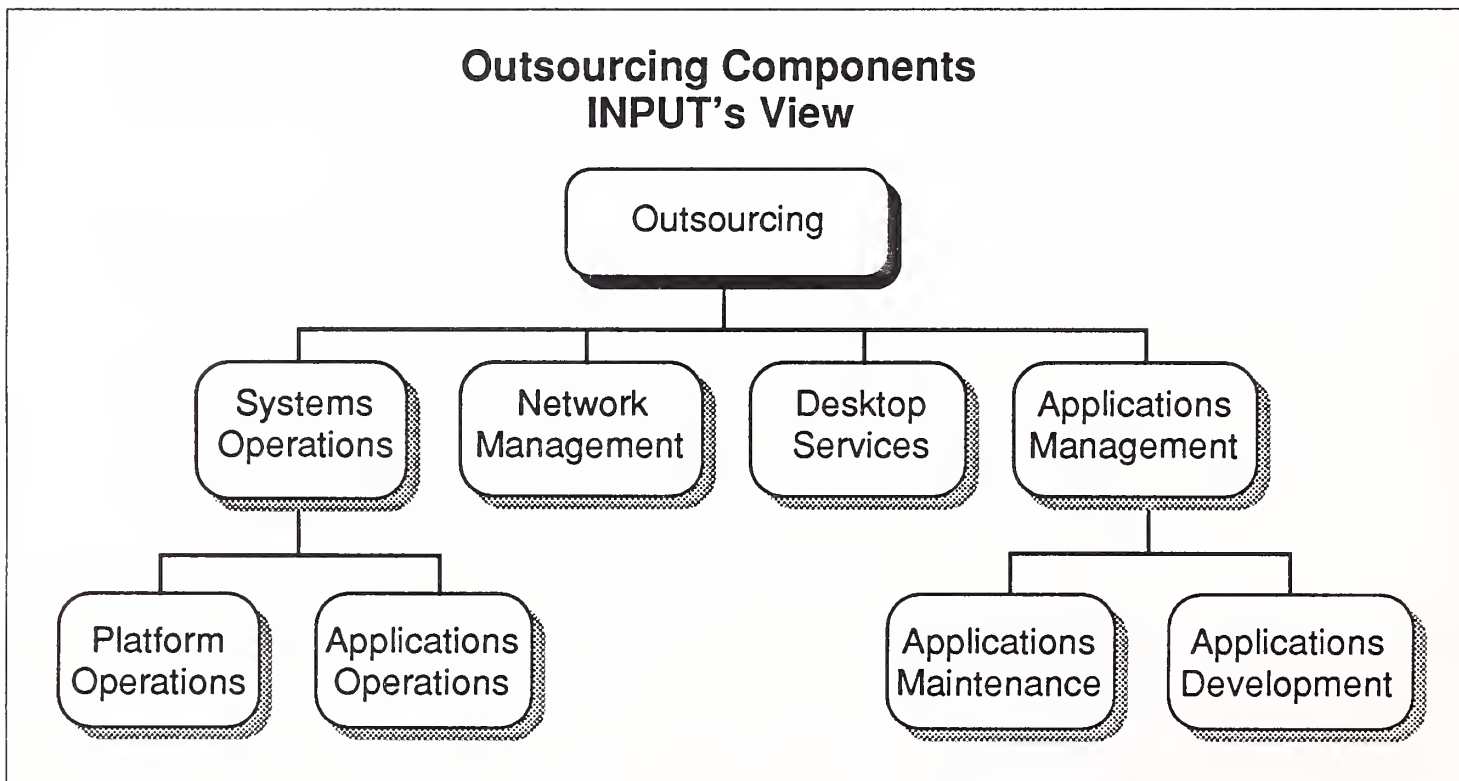 Outsourcing Components
INPUT's View
Outsourcing
Systems
Operations
Network
Management
Desktop
Services
Applications
Management
Platform
Operations
Applications
Operations
Applications
Maintenance
Applications
Development